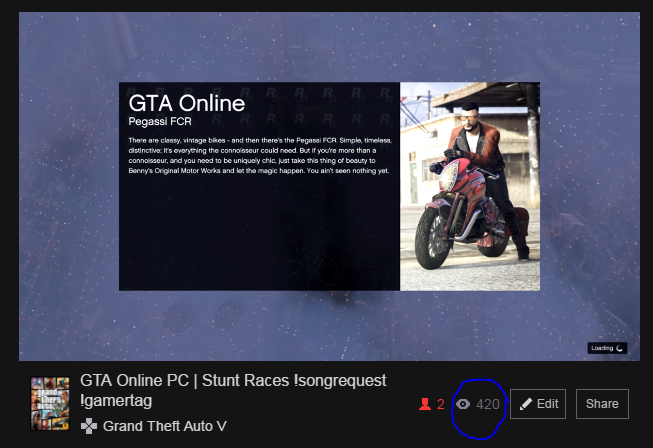 GTA Online
Pegassi FCR
There are classy, vintage bikes - and then there's the Pegassi FCR. Simple, timeless,
distinctive; it's everything the connoisseur could need. But if you're more than a
connoisseur, and you need to be uniquely chic, just take this thing of beauty to
Benny's Original Motor Works and let the magic happen. You ain't seen nothing yet.
Loading
GTA Online PC | Stunt Races !songrequest
!gamertag
Grand Theft Auto V
2
420
Edit
Share